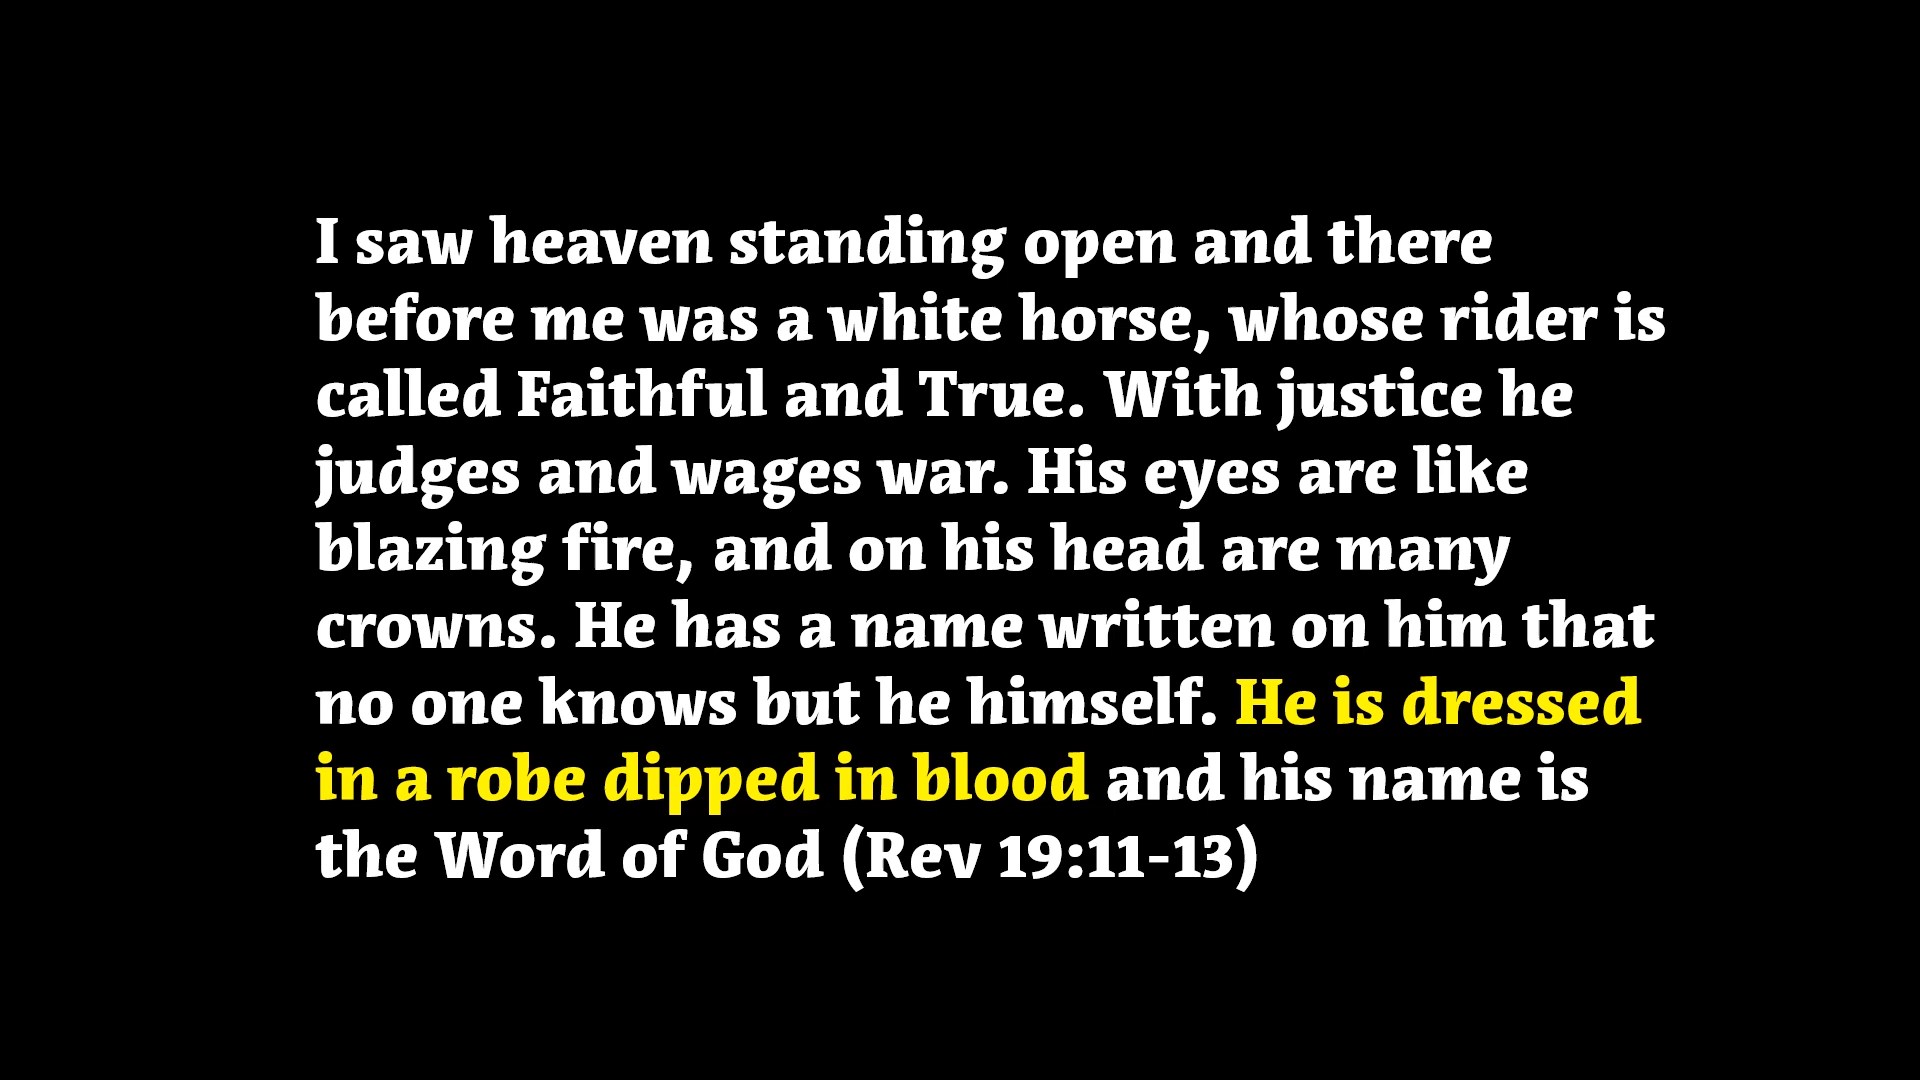 I saw heaven standing open and there
before me was a white horse, whose rider is
called Faithful and True. With justice he
judges and wages war. His eyes are like
blazing fire, and on his head are many
crowns. He has a name written on him that
no one knows but he himself. He is dressed
in a robe dipped in blood and his name is
the Word of God (Rev 19:11-13)